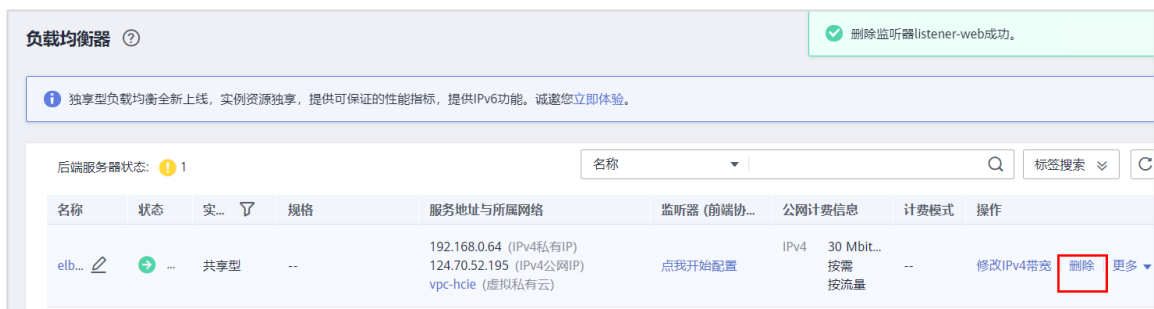 负载均衡器
删除监听器listener-web成功。
独享型负载均衡全新上线，实例资源独享，提供可保证的性能指标，提供IPv6功能。诚邀您立即体验。
后端服务器状态: 1
名称
标签搜索
名称 状态 实... 规格 服务地址与所属网络 监听器 (前端协... 公网计费信息 计费模式 操作
192.168.0.64 (IPv4私有IP) IPv4 30 Mbit...
elb... ... 共享型 -- 124.70.52.195 (IPv4公网IP) 点我开始配置 按需 -- 修改IPv4带宽 删除 更多
vpc-hcie (虚拟私有云) 按流量